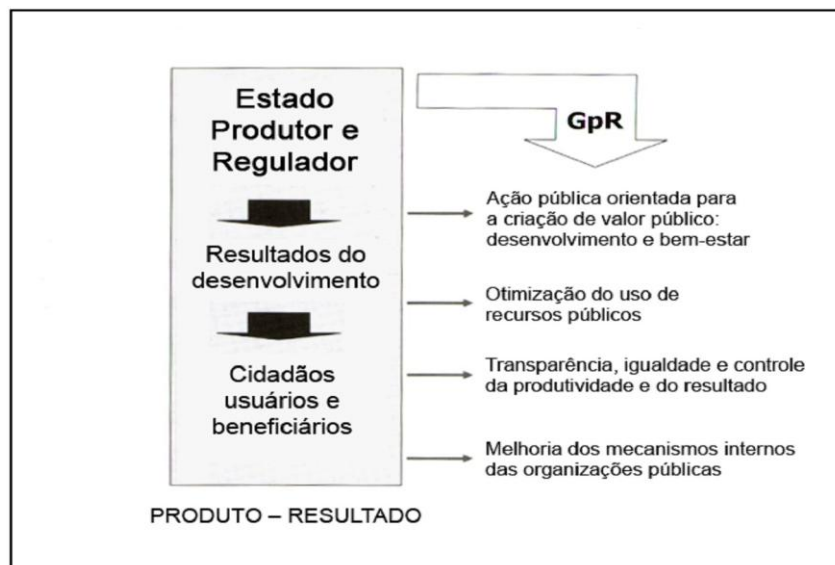 Estado
Produtor e
Regulador
GpR
Resultados do
desenvolvimento
Cidadãos
usuários e
beneficiários
Ação pública orientada para
a criação de valor público:
desenvolvimento e bem-estar
Otimização do uso de
recursos públicos
Transparência, igualdade e controle
da produtividade e do resultado
Melhoria dos mecanismos internos
das organizações públicas
PRODUTO – RESULTADO